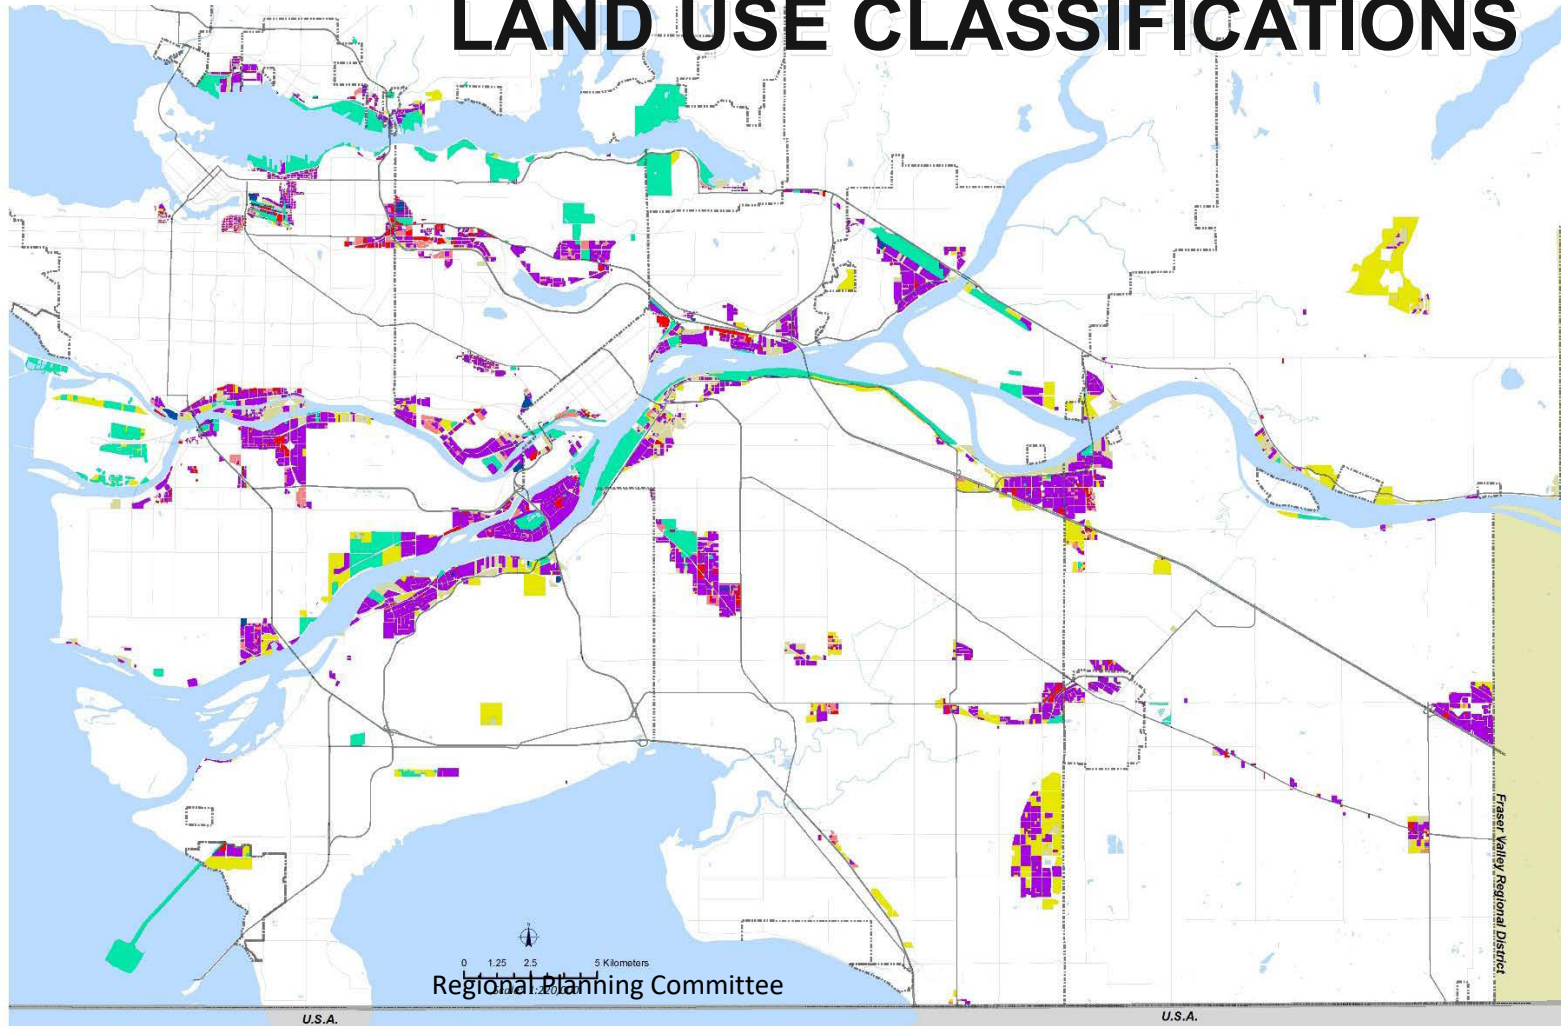 LAND USE CLASSIFICATIONS
Fraser Valley Regional District
N
0 1.25 2.5 5 Kilometers
Regional Planning Committee
U.S.A.
U.S.A.